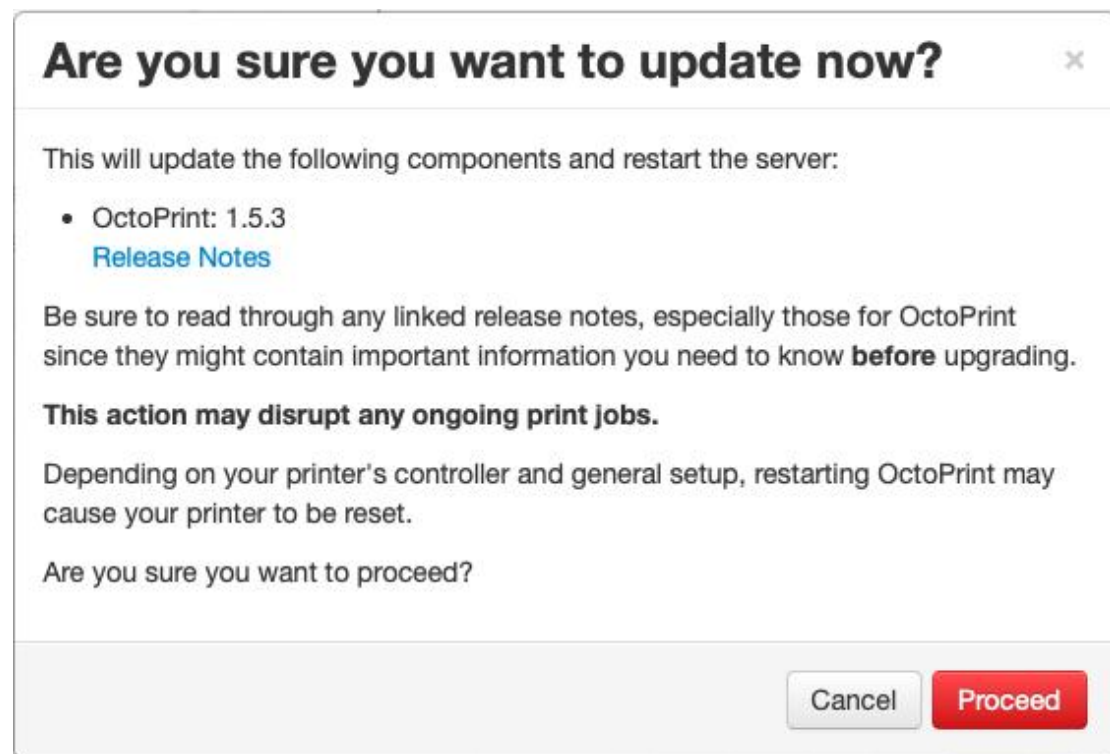 Are you sure you want to update now? ×
This will update the following components and restart the server:
• OctoPrint: 1.5.3
Release Notes
Be sure to read through any linked release notes, especially those for OctoPrint
since they might contain important information you need to know before upgrading.
This action may disrupt any ongoing print jobs.
Depending on your printer's controller and general setup, restarting OctoPrint may
cause your printer to be reset.
Are you sure you want to proceed?
Cancel Proceed